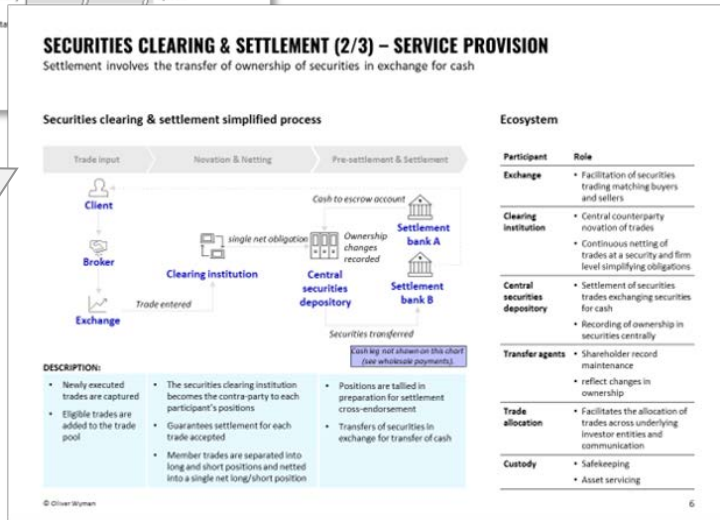 SECURITIES CLEARING & SETTLEMENT (2/3) – SERVICE PROVISION
Settlement involves the transfer of ownership of securities in exchange for cash
Securities clearing & settlement simplified process
Trade input
Novation & Netting
Pre-settlement & Settlement
Client
Broker
Exchange
Trade entered
Clearing institution
single net obligation
Central
securities
depository
Cash to escrow account
Ownership
changes
recorded
Settlement
bank A
Settlement
bank B
Securities transferred
Cash leg not shown on this chart
(see wholesale payments).
DESCRIPTION:
• Newly executed
trades are captured
• Eligible trades are
added to the trade
pool
• The securities clearing institution
becomes the contra-party to each
participant's positions
• Guarantees settlement for each
trade accepted
• Member trades are separated into
long and short positions and netted
into a single net long/short position
• Positions are tallied in
preparation for settlement
cross-endorsement
• Transfers of securities in
exchange for transfer of cash
Ecosystem
Participant Role
Exchange • Facilitation of securities
trading matching buyers
and sellers
Clearing • Central counterparty
institution novation of trades
• Continuous netting of
trades at a security and firm
level simplifying obligations
Central • Settlement of securities
securities trades exchanging securities
depository for cash
• Recording of ownership in
securities centrally
Transfer agents • Shareholder record
maintenance
• reflect changes in
ownership
Trade • Facilitates the allocation of
allocation trades across underlying
investor entities and
communication
Custody • Safekeeping
• Asset servicing
© Oliver Wyman
6